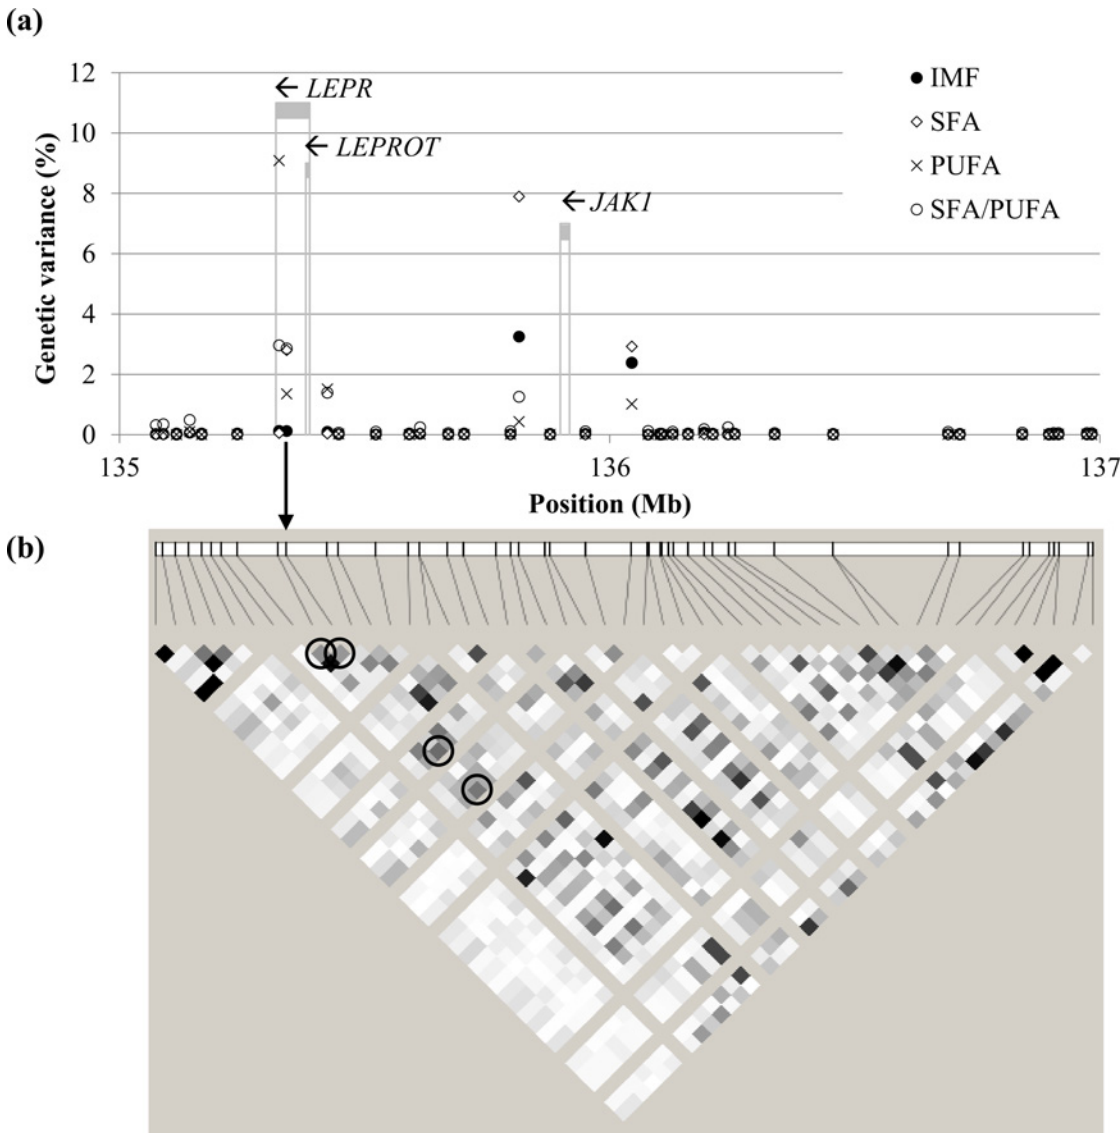 (a)
12
10
8
6
4
2
0
Genetic variance (%)
← LEPR
← LEPROT
← JAK1
IMF
SFA
PUFA
SFA/PUFA
135
136
137
Position (Mb)
(b)